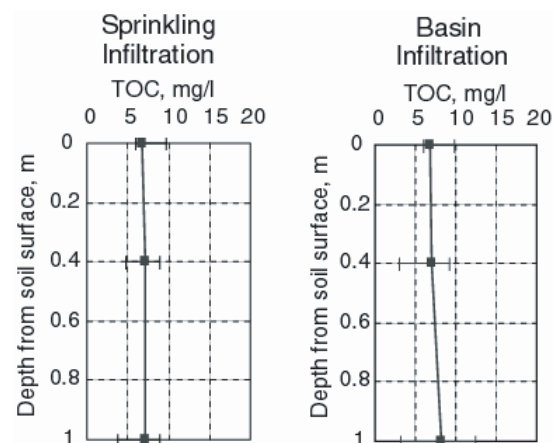 Sprinkling
Infiltration
TOC, mg/l
0 5 10 15 20
Depth from soil surface, m
0
0.2
0.4
0.6
0.8
1
Basin
Infiltration
TOC, mg/l
0 5 10 15 20
Depth from soil surface, m
0
0.2
0.4
0.6
0.8
1